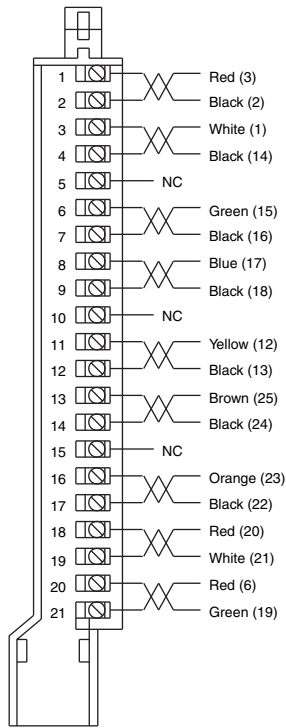 1 Red (3)
2 Black (2)
3 White (1)
4 Black (14)
5 NC
6 Green (15)
7 Black (16)
8 Blue (17)
9 Black (18)
10 NC
11 Yellow (12)
12 Black (13)
13 Brown (25)
14 Black (24)
15 NC
16 Orange (23)
17 Black (22)
18 Red (20)
19 White (21)
20 Red (6)
21 Green (19)